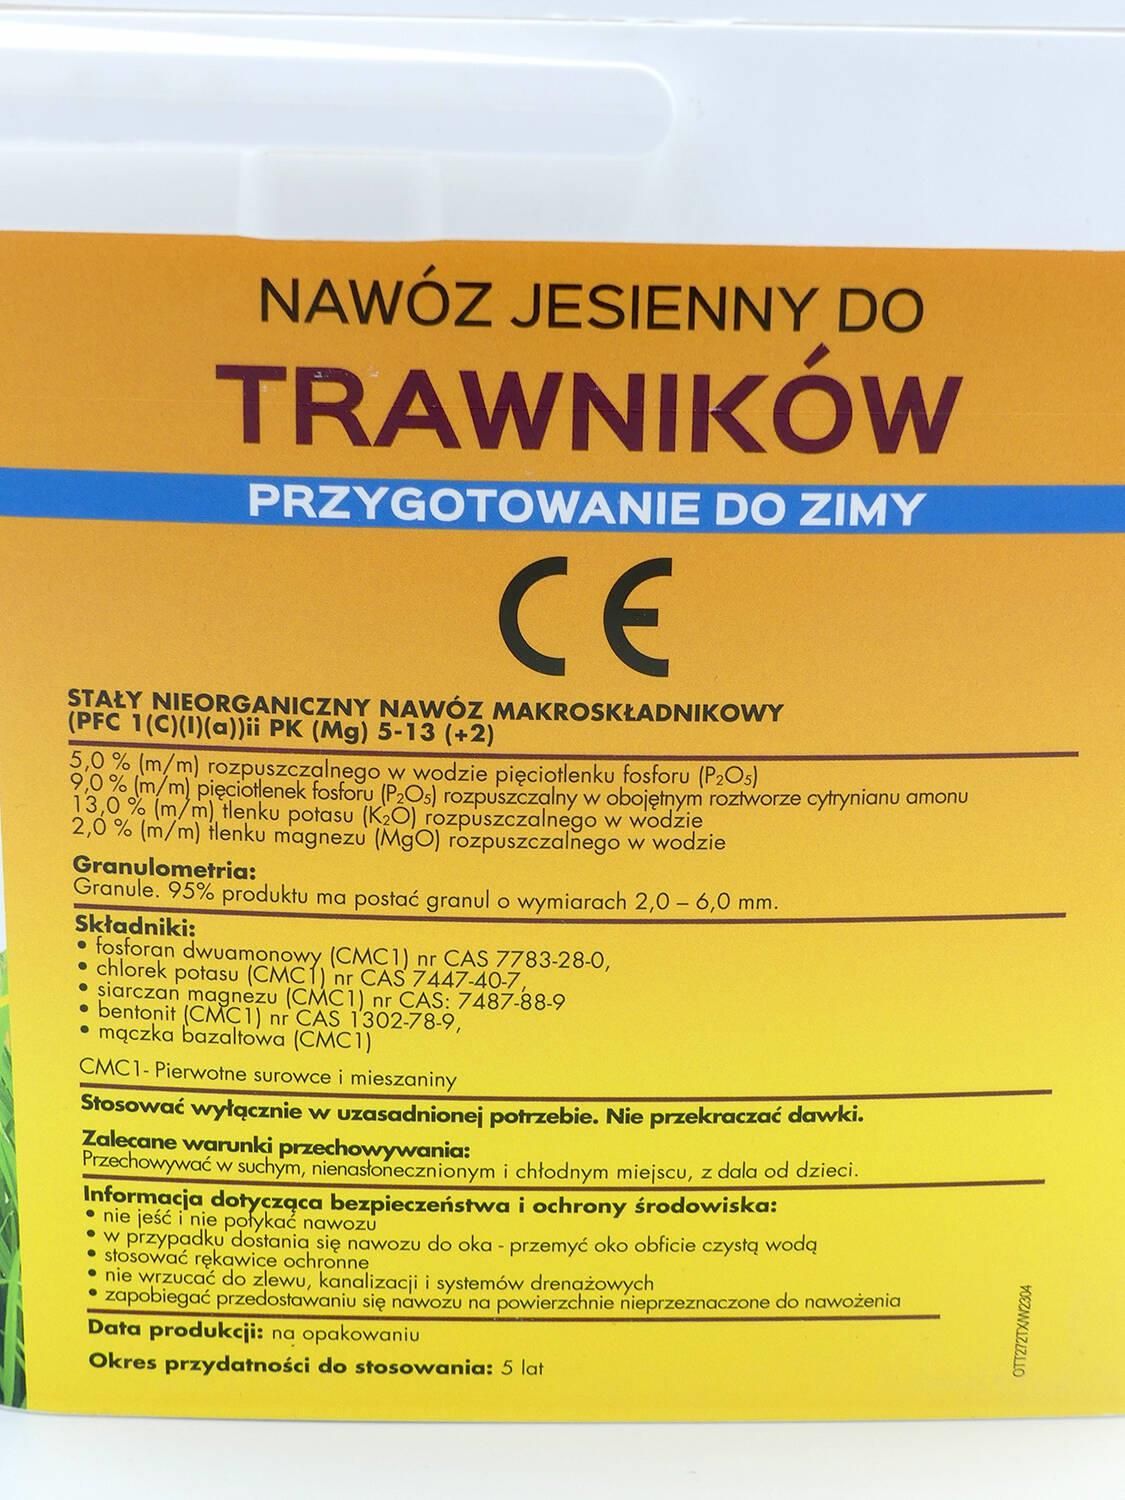 NAWÓZ JESIENNY DO
TRAWNIKÓW
PRZYGOTOWANIE DO ZIMY
CE
STAŁY NIEORGANICZNY NAWÓZ MAKROSKŁADNIKOWY
(PFC 1(C)(I)(a))ii PK (Mg) 5-13 (+2)
5,0 % (m/m) rozpuszczalnego w wodzie pięciotlenku fosforu (P₂O₅)
9,0 % (m/m) pięciotlenek fosforu (P₂O₅) rozpuszczalny w obojętnym roztworze cytrynianu amonu
13,0 % (m/m) tlenku potasu (K₂O) rozpuszczalnego w wodzie
2,0 % (m/m) tlenku magnezu (MgO) rozpuszczalnego w wodzie
Granulometria:
Granule. 95% produktu ma postać granul o wymiarach 2,0 – 6,0 mm.
Składniki:
• fosforan dwuamonowy (CMC1) nr CAS 7783-28-0,
• chlorek potasu (CMC1) nr CAS 7447-40-7,
• siarczan magnezu (CMC1) nr CAS: 7487-88-9
• bentonit (CMC1) nr CAS 1302-78-9,
• mączka bazaltowa (CMC1)
CMC1- Pierwotne surowce i mieszaniny
Stosować wyłącznie w uzasadnionej potrzebie. Nie przekraczać dawki.
Zalecane warunki przechowywania:
Przechowywać w suchym, nienasłonecznionym i chłodnym miejscu, z dala od dzieci.
Informacja dotycząca bezpieczeństwa i ochrony środowiska:
• nie jeść i nie połykać nawozu
• w przypadku dostania się nawozu do oka - przemyć oko obficie czystą wodą
• stosować rękawice ochronne
• nie wrzucać do zlewu, kanalizacji i systemów drenażowych
• zapobiegać przedostawaniu się nawozu na powierzchnie nieprzeznaczone do nawożenia
Data produkcji: na opakowaniu
Okres przydatności do stosowania: 5 lat
OTT272TX/W2304